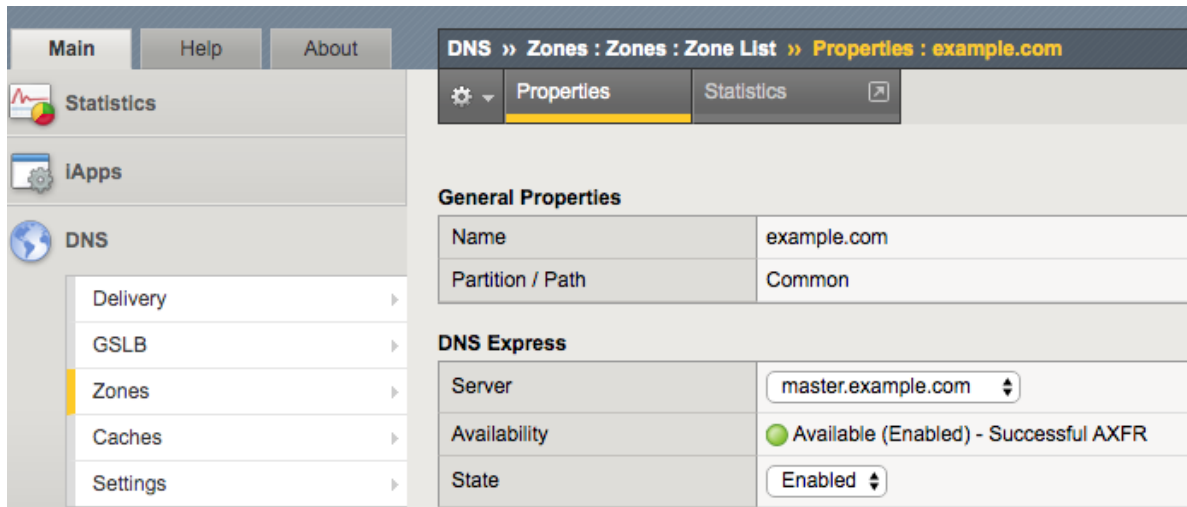 Main Help About
DNS ›› Zones : Zones : Zone List ›› Properties : example.com
Properties Statistics
Statistics
iApps
DNS
Delivery
GSLB
Zones
Caches
Settings
General Properties
Name example.com
Partition / Path Common
DNS Express
Server master.example.com
Availability Available (Enabled) - Successful AXFR
State Enabled